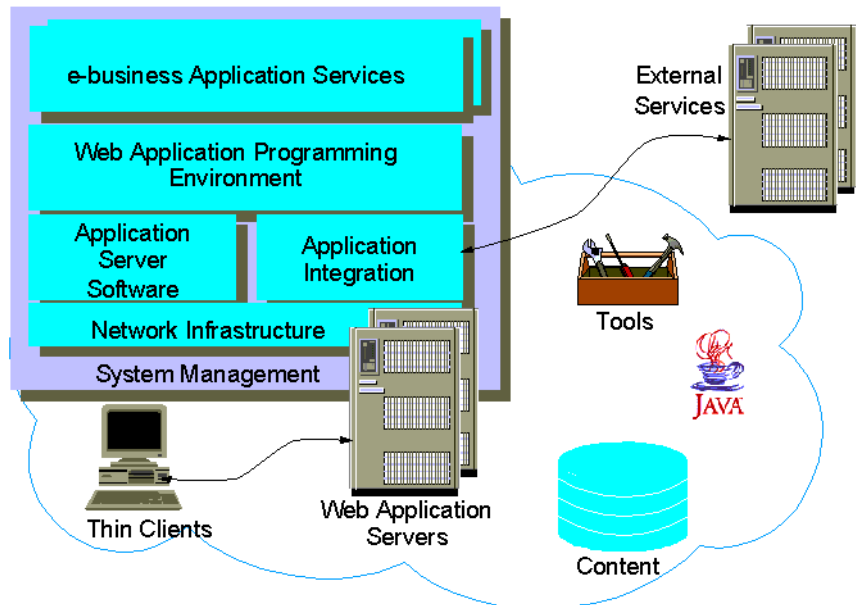 e-business Application Services
Web Application Programming
Environment
Application
Server
Software
Application
Integration
Network Infrastructure
System Management
External
Services
Tools
JAVA
Thin Clients
Web Application
Servers
Content